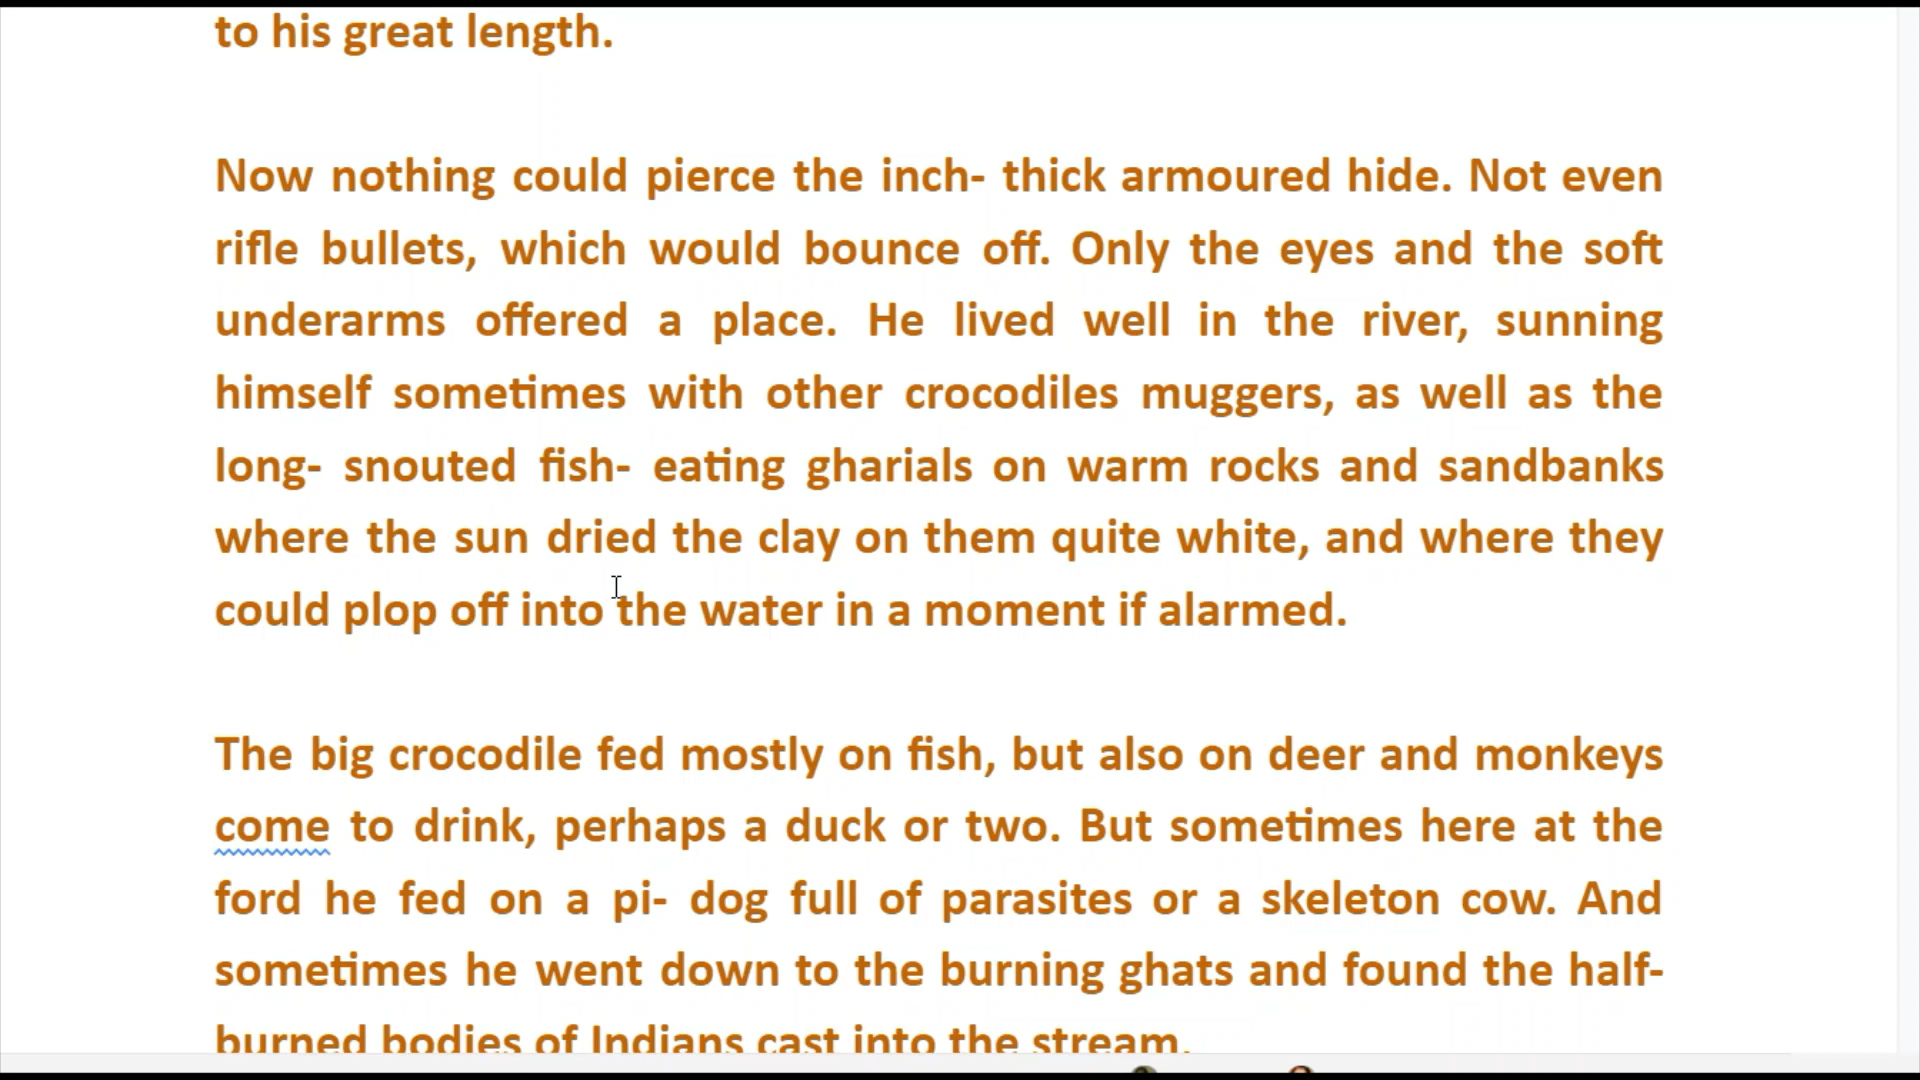 to his great length.
Now nothing could pierce the inch- thick armoured hide. Not even
rifle bullets, which would bounce off. Only the eyes and the soft
underarms offered a place. He lived well in the river, sunning
himself sometimes with other crocodiles muggers, as well as the
long- snouted fish- eating gharials on warm rocks and sandbanks
where the sun dried the clay on them quite white, and where they
could plop off into the water in a moment if alarmed.
The big crocodile fed mostly on fish, but also on deer and monkeys
come to drink, perhaps a duck or two. But sometimes here at the
ford he fed on a pi- dog full of parasites or a skeleton cow. And
sometimes he went down to the burning ghats and found the half-
burned bodies of Indians cast into the stream.